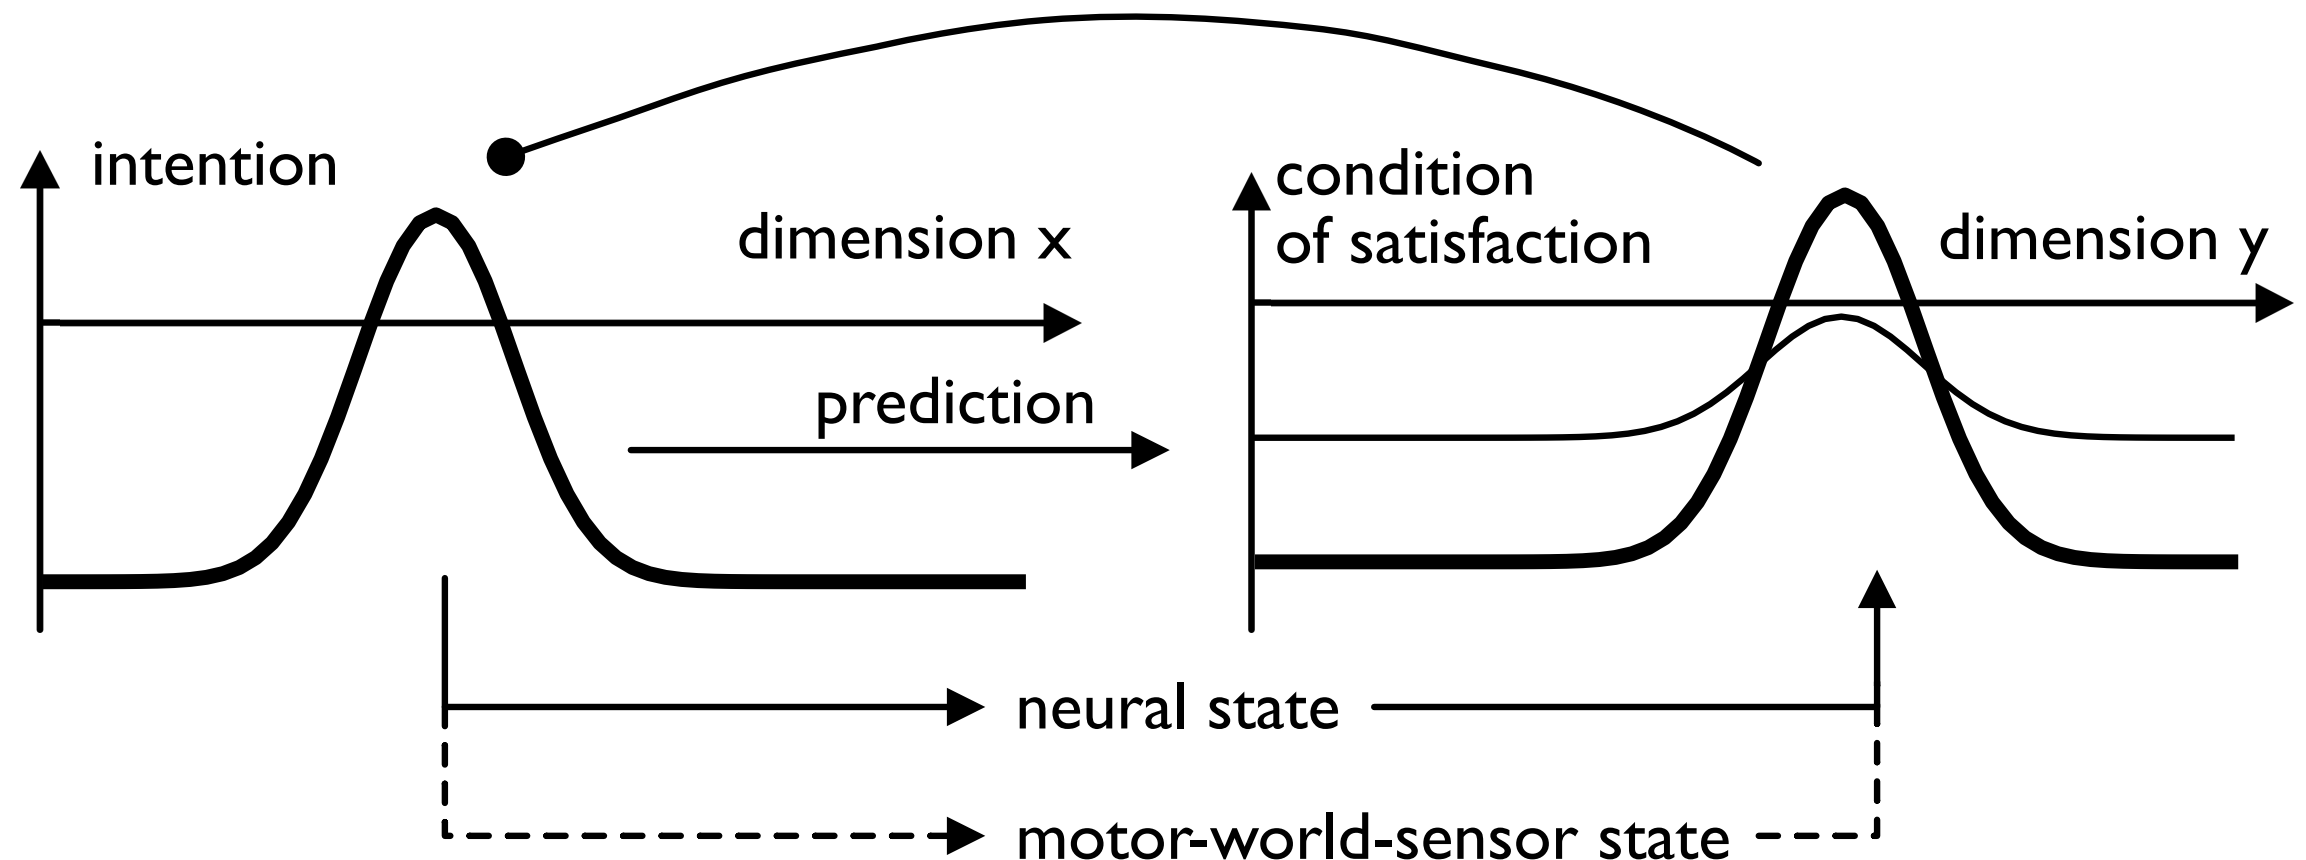 intention
dimension x
prediction
condition
of satisfaction
dimension y
neural state
motor-world-sensor state